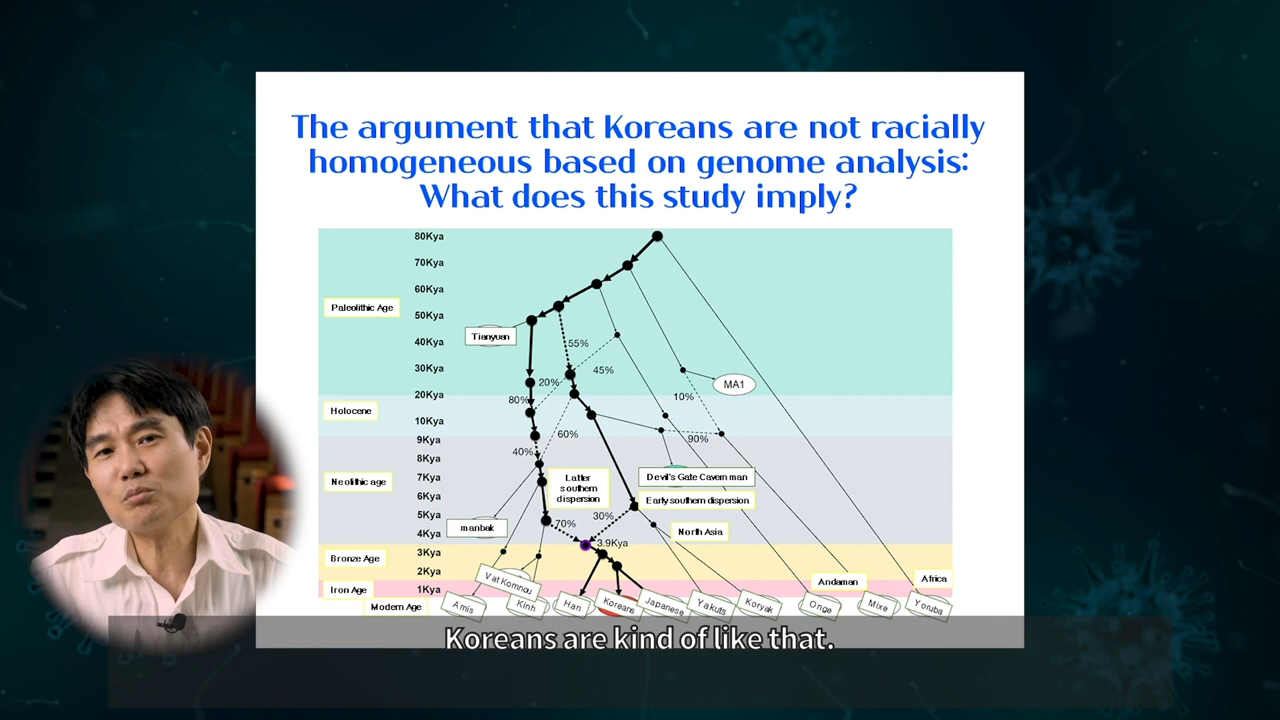 The argument that Koreans are not racially
homogeneous based on genome analysis:
What does this study imply?
80Kya
70Kya
60Kya
Paleolithic Age
50Kya
Tianyuan
55%
40Kya
45%
30Kya
MA1
20%
20Kya
80%
10%
Holocene
10Kya
60%
90%
9Kya
40%
8Kya
Neolithic age
7Kya
Latter
southern
dispersion
Devil's Gate Cavern man
6Kya
Early southern dispersion
5Kya
30%
manbak
70%
North Asia
4Kya
3.9Kya
3Kya
Bronze Age
2Kya
Vat Komnou
Andaman
Africa
Iron Age
1Kya
Modern Age
Amis
Kinh
Han
Koreans
Japanese
Yakuts
Koryak
Onge
Mixe
Yoruba
Koreans are kind of like that.